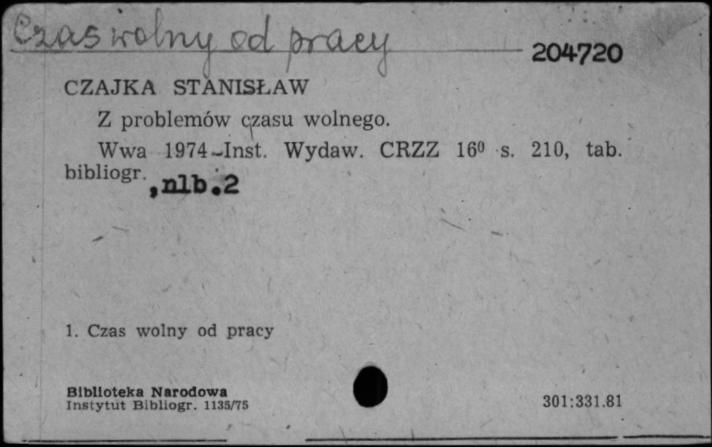 Czas wolny od pracy
204720
CZAJKA STANISŁAW
Z problemów czasu wolnego.
Wwa 1974 Inst. Wydaw. CRZZ 16⁰ s. 210, tab.
bibliogr.
,nlb.2
1. Czas wolny od pracy
Biblioteka Narodowa
Instytut Bibliogr. 1135/75
301:331.81